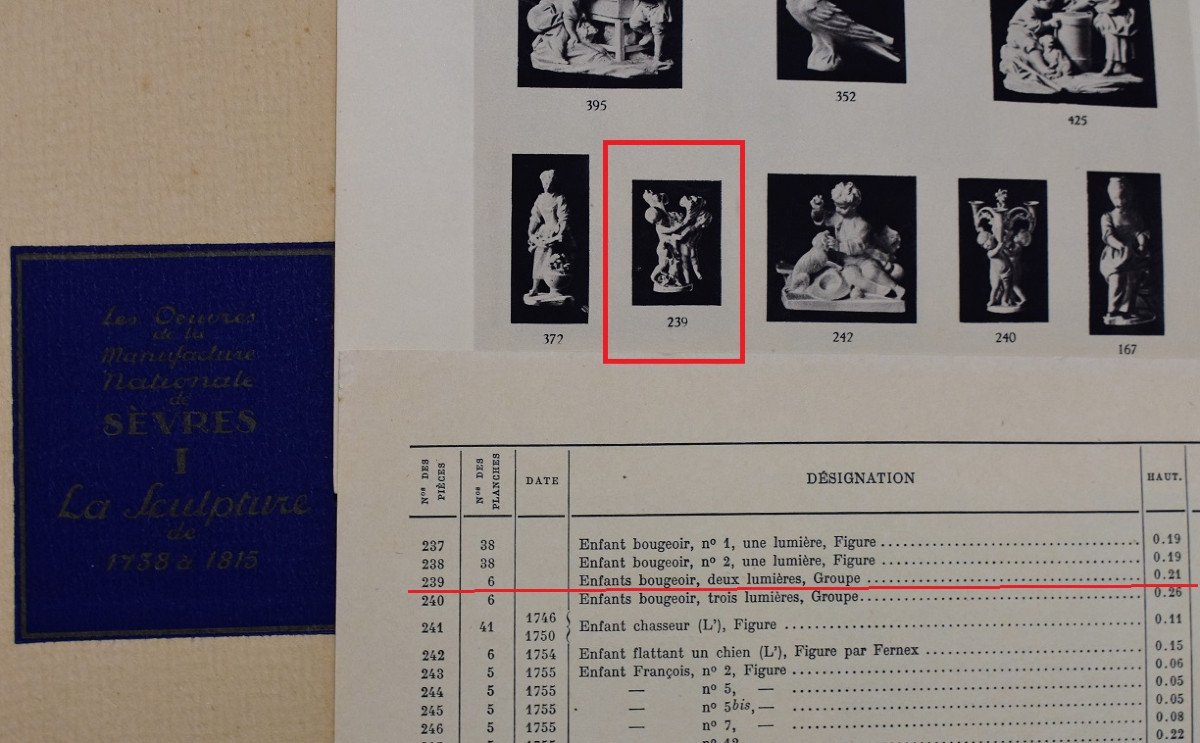 Les Oeuvres
de la
Manufacture
Nationale
de
SÈVRES
I
La Sculpture
de
1738 à 1815
395
352
425
372
239
242
240
167
Nos DES PIÈCES
Nos DES PLANCHES
DATE
DÉSIGNATION
HAUT.
237 38 Enfant bougeoir, no 1, une lumière, Figure 0.19
238 38 Enfant bougeoir, no 2, une lumière, Figure 0.19
239 6 Enfants bougeoir, deux lumières, Groupe 0.21
240 6 Enfants bougeoir, trois lumières, Groupe 0.26
241 41 1746 1750 Enfant chasseur (L'), Figure 0.11
242 6 1754 Enfant flattant un chien (L'), Figure par Fernex 0.15
243 5 1755 Enfant François, no 2, Figure 0.06
244 5 1755 — no 5, — 0.05
245 5 1755 — no 5bis, — 0.05
246 5 1755 — no 7, — 0.08
0.22